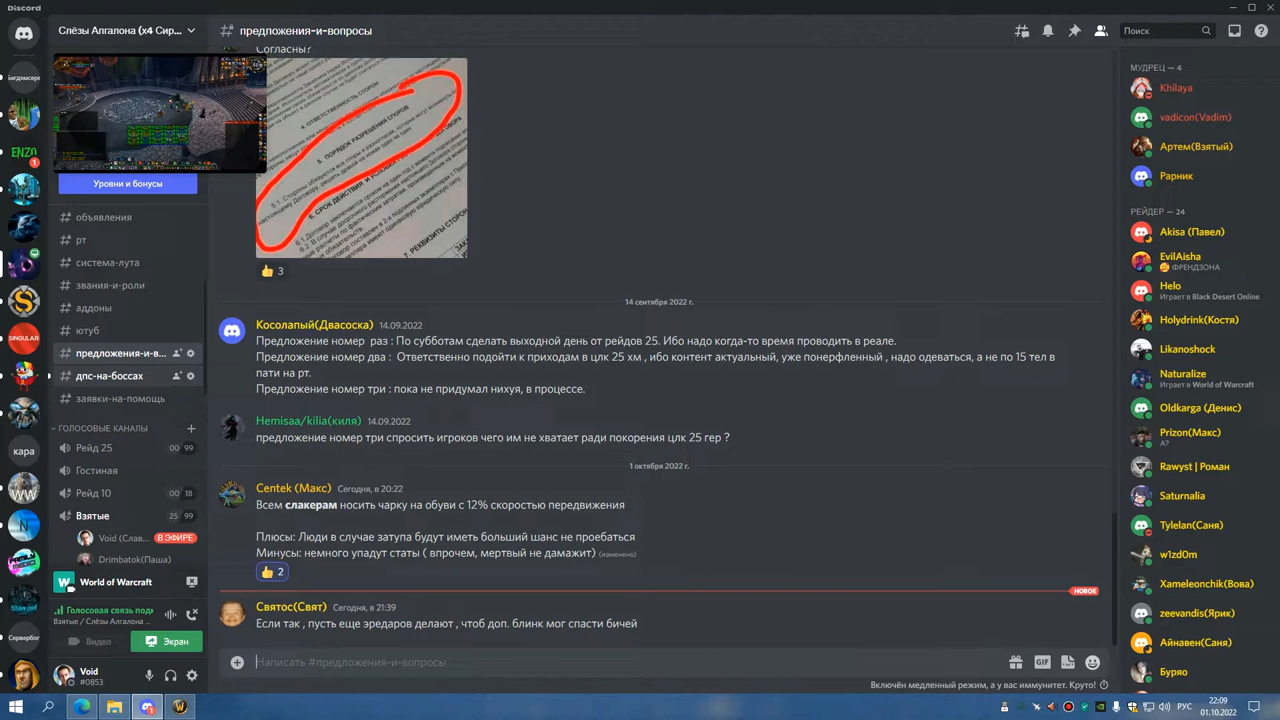 Discord
Слёзы Алгалона (x4 Сир...
предложения-и-вопросы
Поиск
Уровни и бонусы
объявления
рт
система-лута
звания-и-роли
аддоны
ютуб
предложения-и-в...
дпс-на-боссах
заявки-на-помощь
ГОЛОСОВЫЕ КАНАЛЫ
Рейд 25 00 99
Гостиная
Рейд 10 00 18
Взятые 25 99
Void (Слав... В ЭФИРЕ
Drimbatok(Паша)
World of Warcraft
Голосовая связь подк
Взятые / Слёзы Алгалона ...
Видео
Экран
Void
#0853
ENZO
1
SINGULAR
кара
WW
Сервербог
Согласны?
4. ОТВЕТСТВЕННОСТЬ СТОРОН
5. ПОРЯДОК РАЗРЕШЕНИЯ СПОРОВ
3
14 сентября 2022 г.
Косолапый(Двасоска) 14.09.2022
Предложение номер раз : По субботам сделать выходной день от рейдов 25. Ибо надо когда-то время проводить в реале.
Предложение номер два : Ответственно подойти к приходам в цлк 25 хм , ибо контент актуальный, уже понерфленный , надо одеваться, а не по 15 тел в
пати на рт.
Предложение номер три : пока не придумал нихуя, в процессе.
Hemisaa/kilia(киля) 14.09.2022
предложение номер три спросить игроков чего им не хватает ради покорения цлк 25 гер ?
1 октября 2022 г.
Centek (Макс) Сегодня, в 20:22
Всем слакерам носить чарку на обуви с 12% скоростью передвижения
Плюсы: Люди в случае затупа будут иметь больший шанс не проебаться
Минусы: немного упадут статы ( впрочем, мертвый не дамажит) (изменено)
2
НОВОЕ
Святос(Свят) Сегодня, в 21:39
Если так , пусть еще эредаров делают , чтоб доп. блинк мог спасти бичей
Написать #предложения-и-вопросы
GIF
Включён медленный режим, а у вас иммунитет. Круто!
МУДРЕЦ — 4
Khilaya
vadicon(Vadim)
Артем(Взятый)
Рарник
РЕЙДЕР — 24
Akisa (Павел)
EvilAisha
ФРЕНДЗОНА
Helo
Играет в Black Desert Online
Holydrink(Костя)
Likanoshock
Naturalize
Играет в World of Warcraft
Oldkarga (Денис)
Prizon(Макс)
А?
Rawyst | Роман
Saturnalia
Tylelan(Саня)
w1zd0m
Xameleonchik(Вова)
zeevandis(Ярик)
Айнавен(Саня)
Буряо
РУС
22:09
01.10.2022